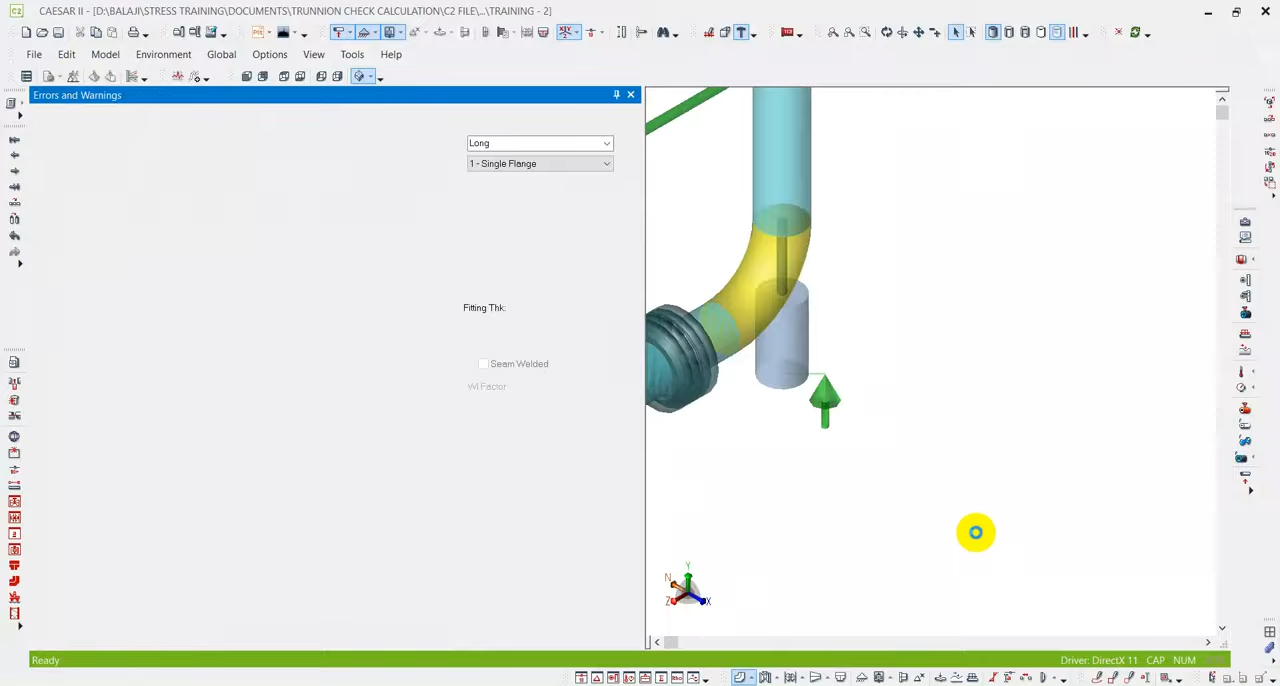 CAESAR II - [D:\BALAJI\STRESS TRAINING\DOCUMENTS\TRUNNION CHECK CALCULATION\C2 FILE\...\TRAINING - 2]
File Edit Model Environment Global Options View Tools Help
Errors and Warnings
Long
1 - Single Flange
Fitting Thk:
Seam Welded
WI Factor
Y
N
Z
X
Ready
Driver: DirectX 11 CAP NUM